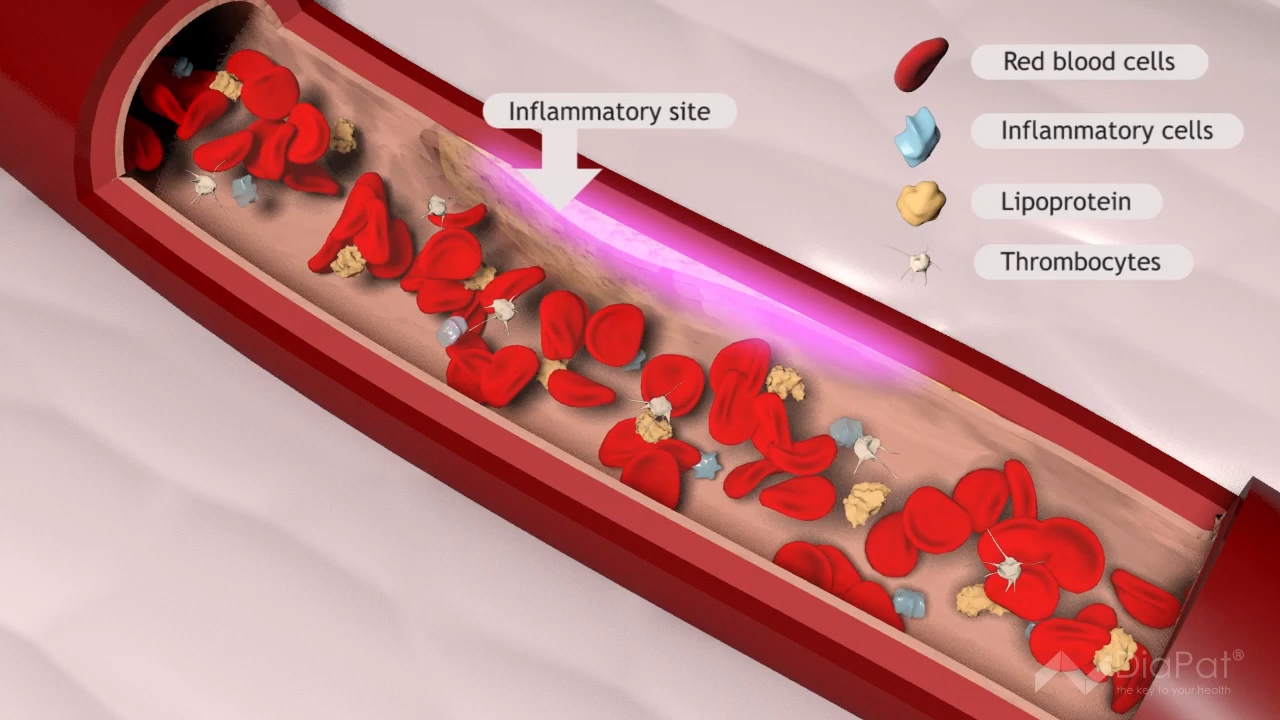 Red blood cells
Inflammatory site
Inflammatory cells
Lipoprotein
Thrombocytes
DiaPat®
the key to your health